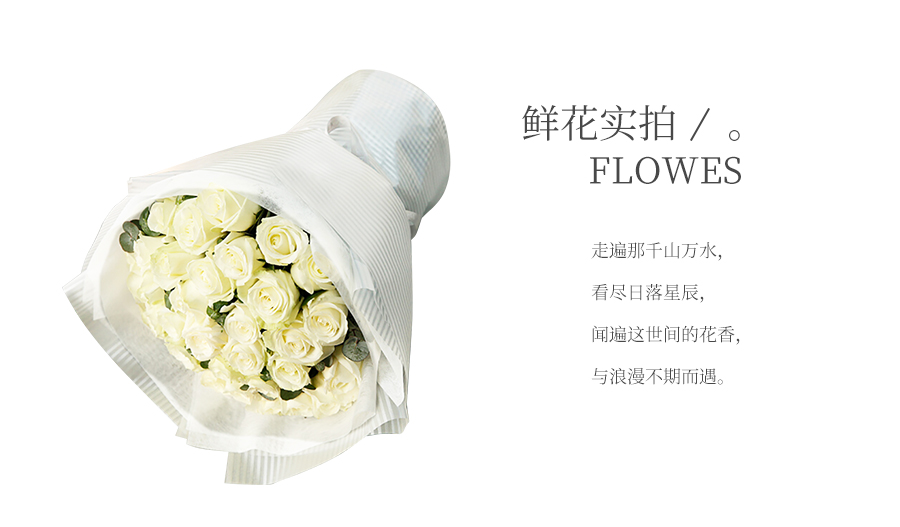 鲜花实拍 / 。
FLOWES
走遍那千山万水，
看尽日落星辰，
闻遍这世间的花香，
与浪漫不期而遇。